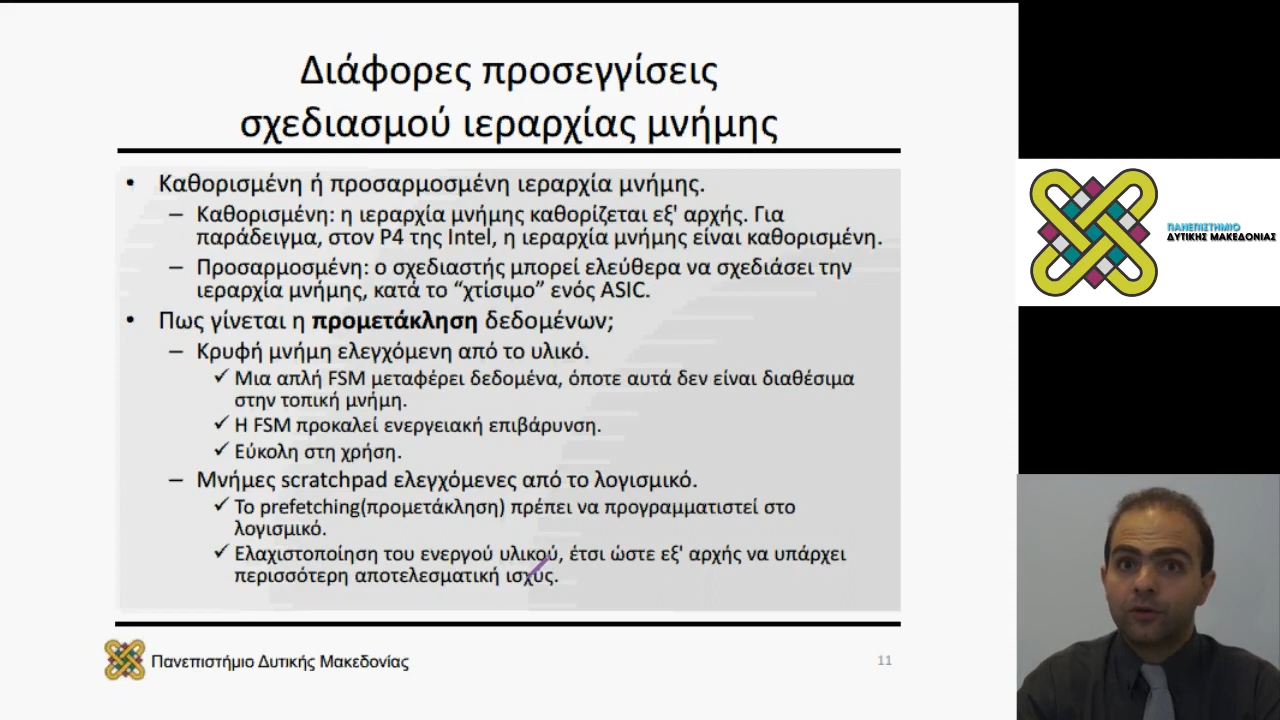 Διάφορες προσεγγίσεις
σχεδιασμού ιεραρχίας μνήμης
• Καθορισμένη ή προσαρμοσμένη ιεραρχία μνήμης.
– Καθορισμένη: η ιεραρχία μνήμης καθορίζεται εξ' αρχής. Για
παράδειγμα, στον P4 της Intel, η ιεραρχία μνήμης είναι καθορισμένη.
– Προσαρμοσμένη: ο σχεδιαστής μπορεί ελεύθερα να σχεδιάσει την
ιεραρχία μνήμης, κατά το “χτίσιμο” ενός ASIC.
• Πως γίνεται η προμετάκληση δεδομένων;
– Κρυφή μνήμη ελεγχόμενη από το υλικό.
✓ Μια απλή FSM μεταφέρει δεδομένα, όποτε αυτά δεν είναι διαθέσιμα
στην τοπική μνήμη.
✓ Η FSM προκαλεί ενεργειακή επιβάρυνση.
✓ Εύκολη στη χρήση.
– Μνήμες scratchpad ελεγχόμενες από το λογισμικό.
✓ Το prefetching(προμετάκληση) πρέπει να προγραμματιστεί στο
λογισμικό.
✓ Ελαχιστοποίηση του ενεργού υλικού, έτσι ώστε εξ' αρχής να υπάρχει
περισσότερη αποτελεσματική ισχύς.
Πανεπιστήμιο Δυτικής Μακεδονίας
11
ΠΑΝΕΠΙΣΤΗΜΙΟ
ΔΥΤΙΚΗΣ ΜΑΚΕΔΟΝΙΑΣ